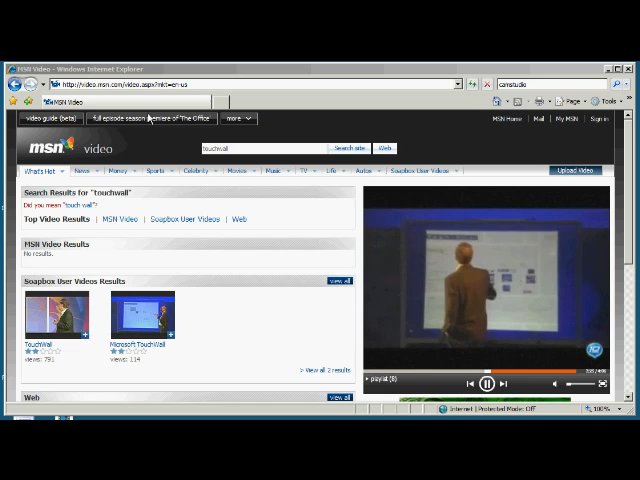 MSN Video - Windows Internet Explorer
http://video.msn.com/video.aspx?mkt=en-us
camstudio
MSN Video
Page
Tools
video guide (beta)
full episode season premiere of 'The Office'
more
MSN Home
Mail
My MSN
Sign in
msn video
touchwall
Search site
Web
What's Hot
News
Money
Sports
Celebrity
Movies
Music
TV
Life
Autos
Soapbox User Videos
Upload Video
Search Results for "touchwall"
Did you mean "touch wall"?
Top Video Results | MSN Video | Soapbox User Videos | Web
MSN Video Results
No results.
Soapbox User Videos Results
view all
TouchWall
views: 791
Microsoft TouchWall
views: 114
> View all 2 results
Web
view all
playlist (8)
Internet | Protected Mode: Off
100%